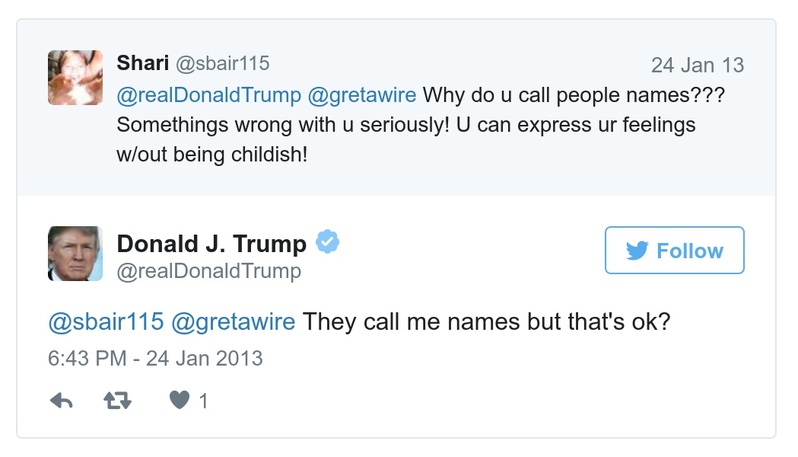 Shari @sbair115 24 Jan 13
@realDonaldTrump @gretawire Why do u call people names???
Somethings wrong with u seriously! U can express ur feelings
w/out being childish!
Donald J. Trump
Follow
@realDonaldTrump
@sbair115 @gretawire They call me names but that's ok?
6:43 PM - 24 Jan 2013
1